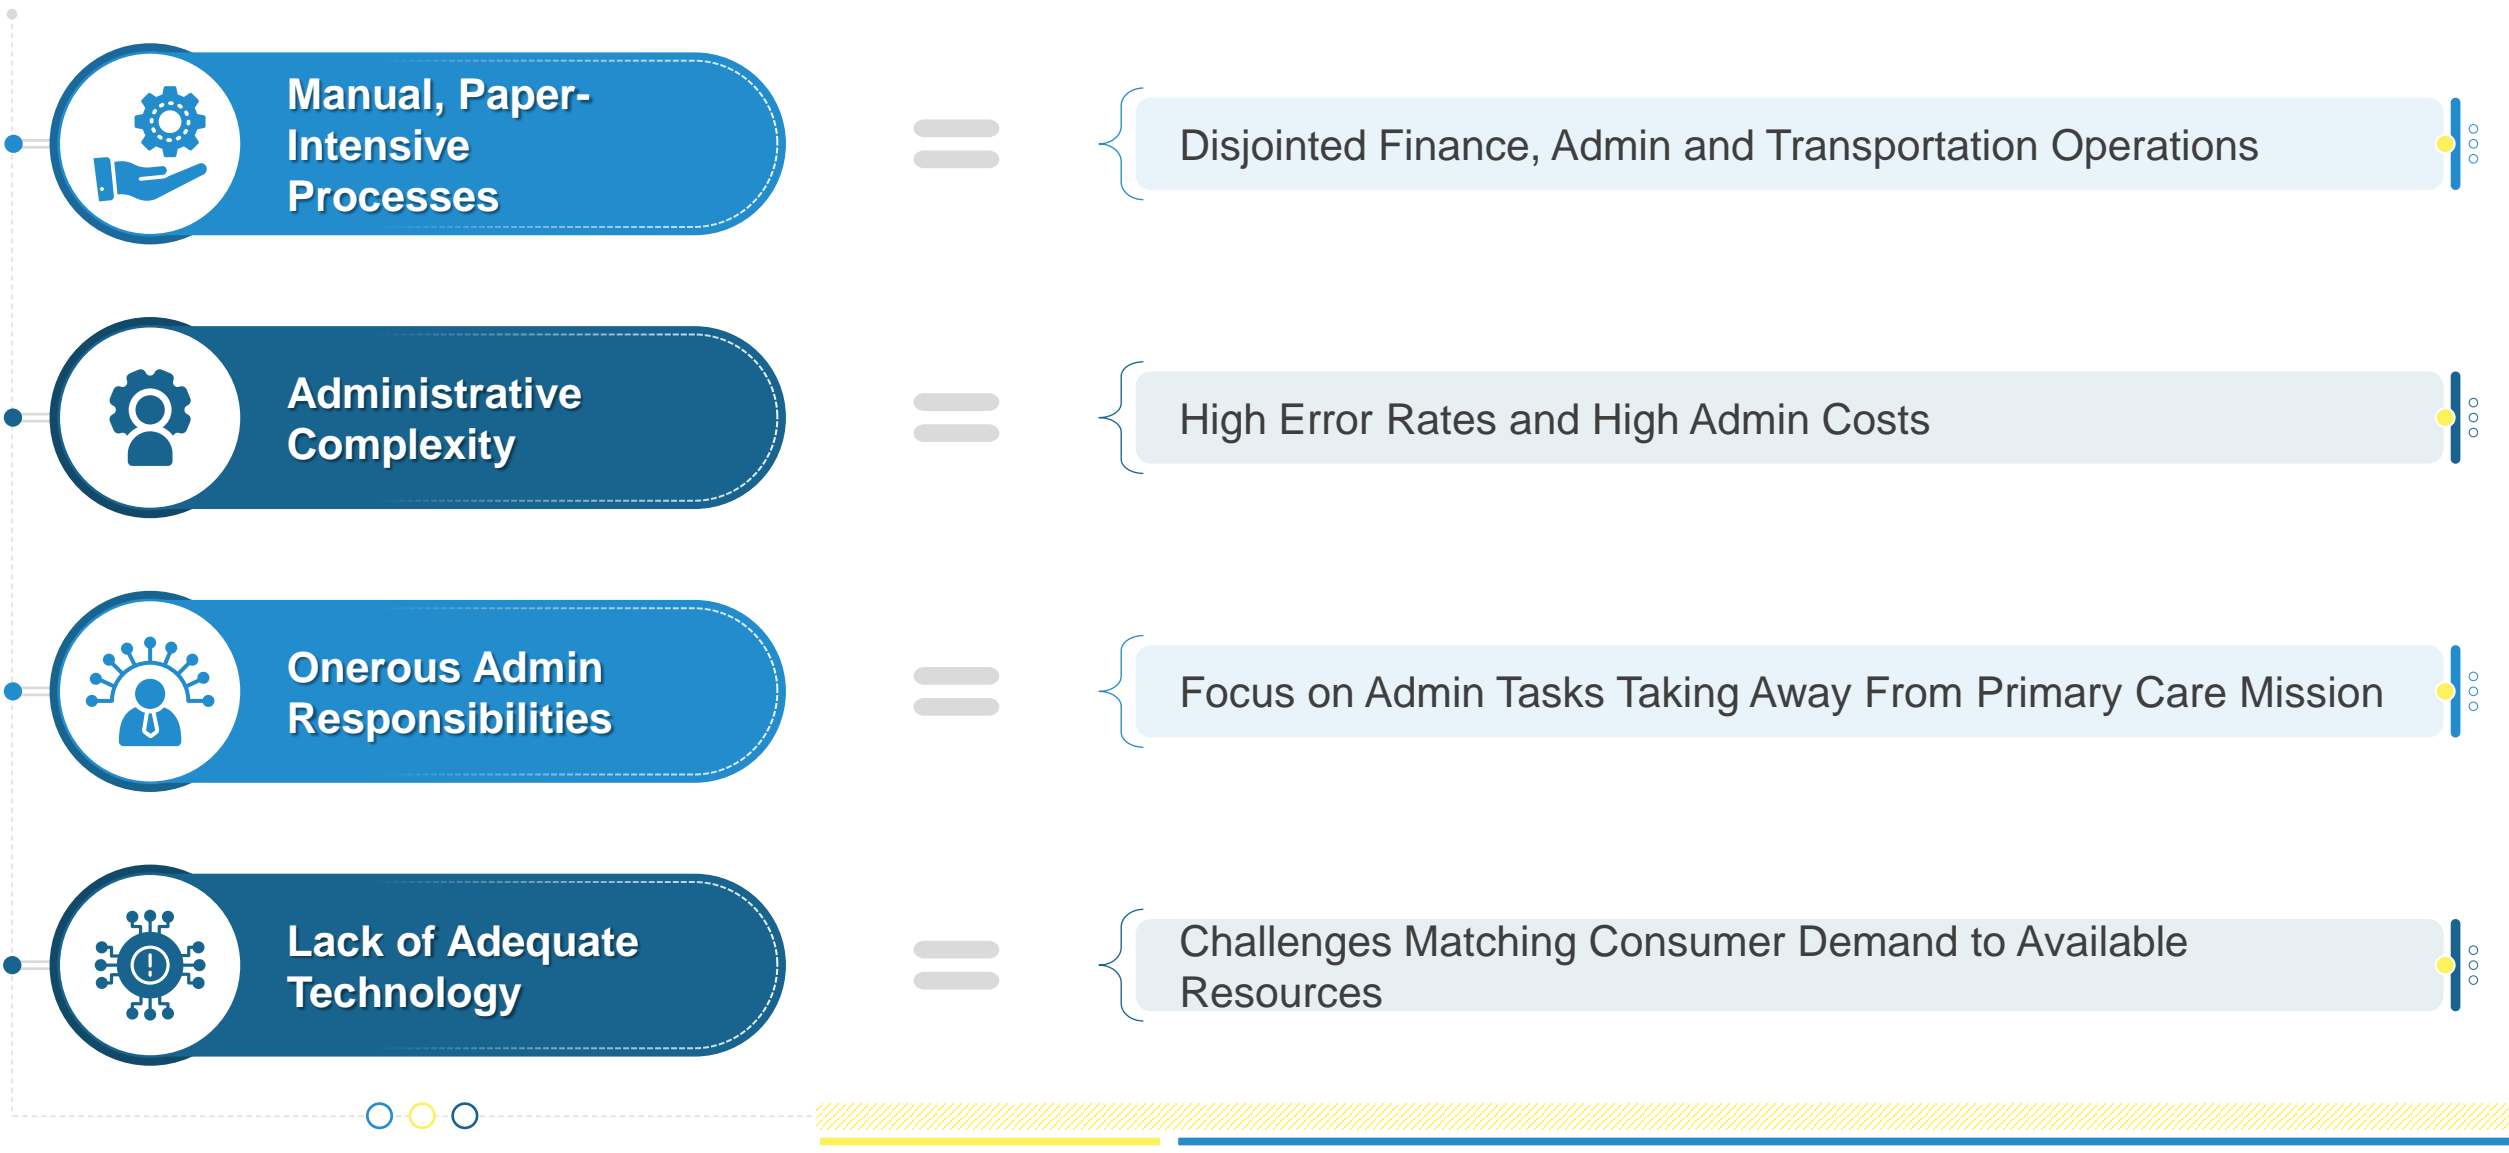 Manual, Paper-
Intensive
Processes
Disjointed Finance, Admin and Transportation Operations
Administrative
Complexity
High Error Rates and High Admin Costs
Onerous Admin
Responsibilities
Focus on Admin Tasks Taking Away From Primary Care Mission
Lack of Adequate
Technology
Challenges Matching Consumer Demand to Available
Resources